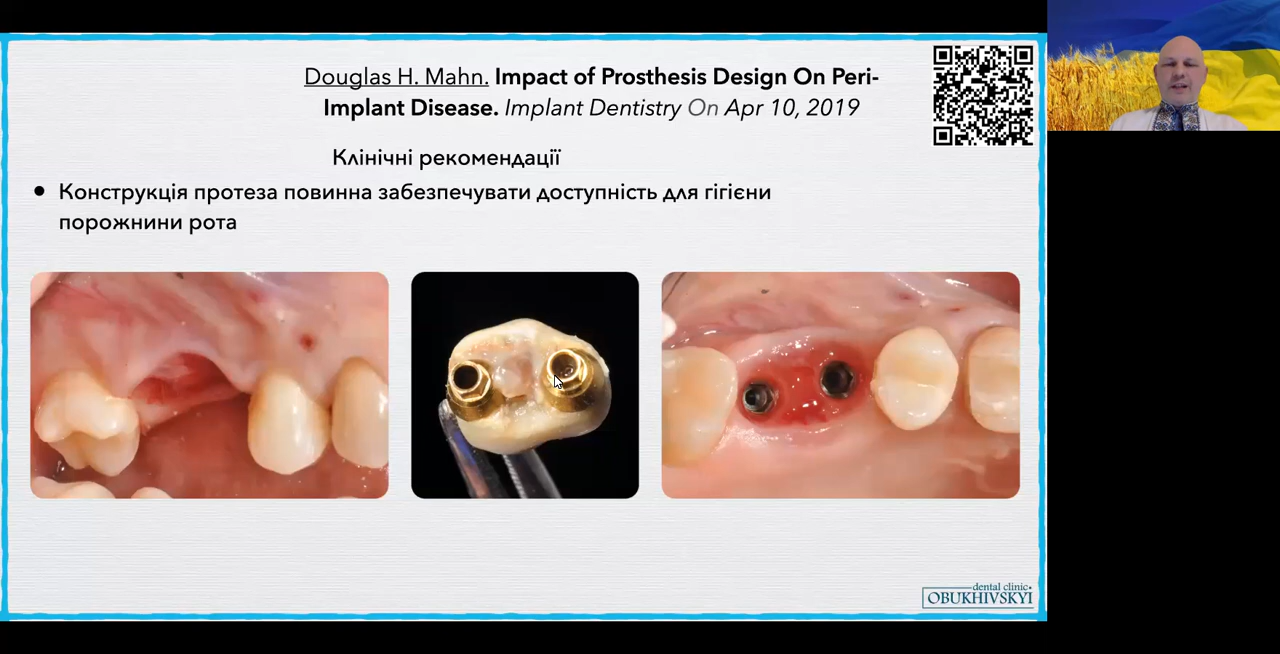 Douglas H. Mahn. Impact of Prosthesis Design On Peri-
Implant Disease. Implant Dentistry On Apr 10, 2019
Клінічні рекомендації
• Конструкція протеза повинна забезпечувати доступність для гігієни
порожнини рота
dental clinic
OBUKHIVSKYI